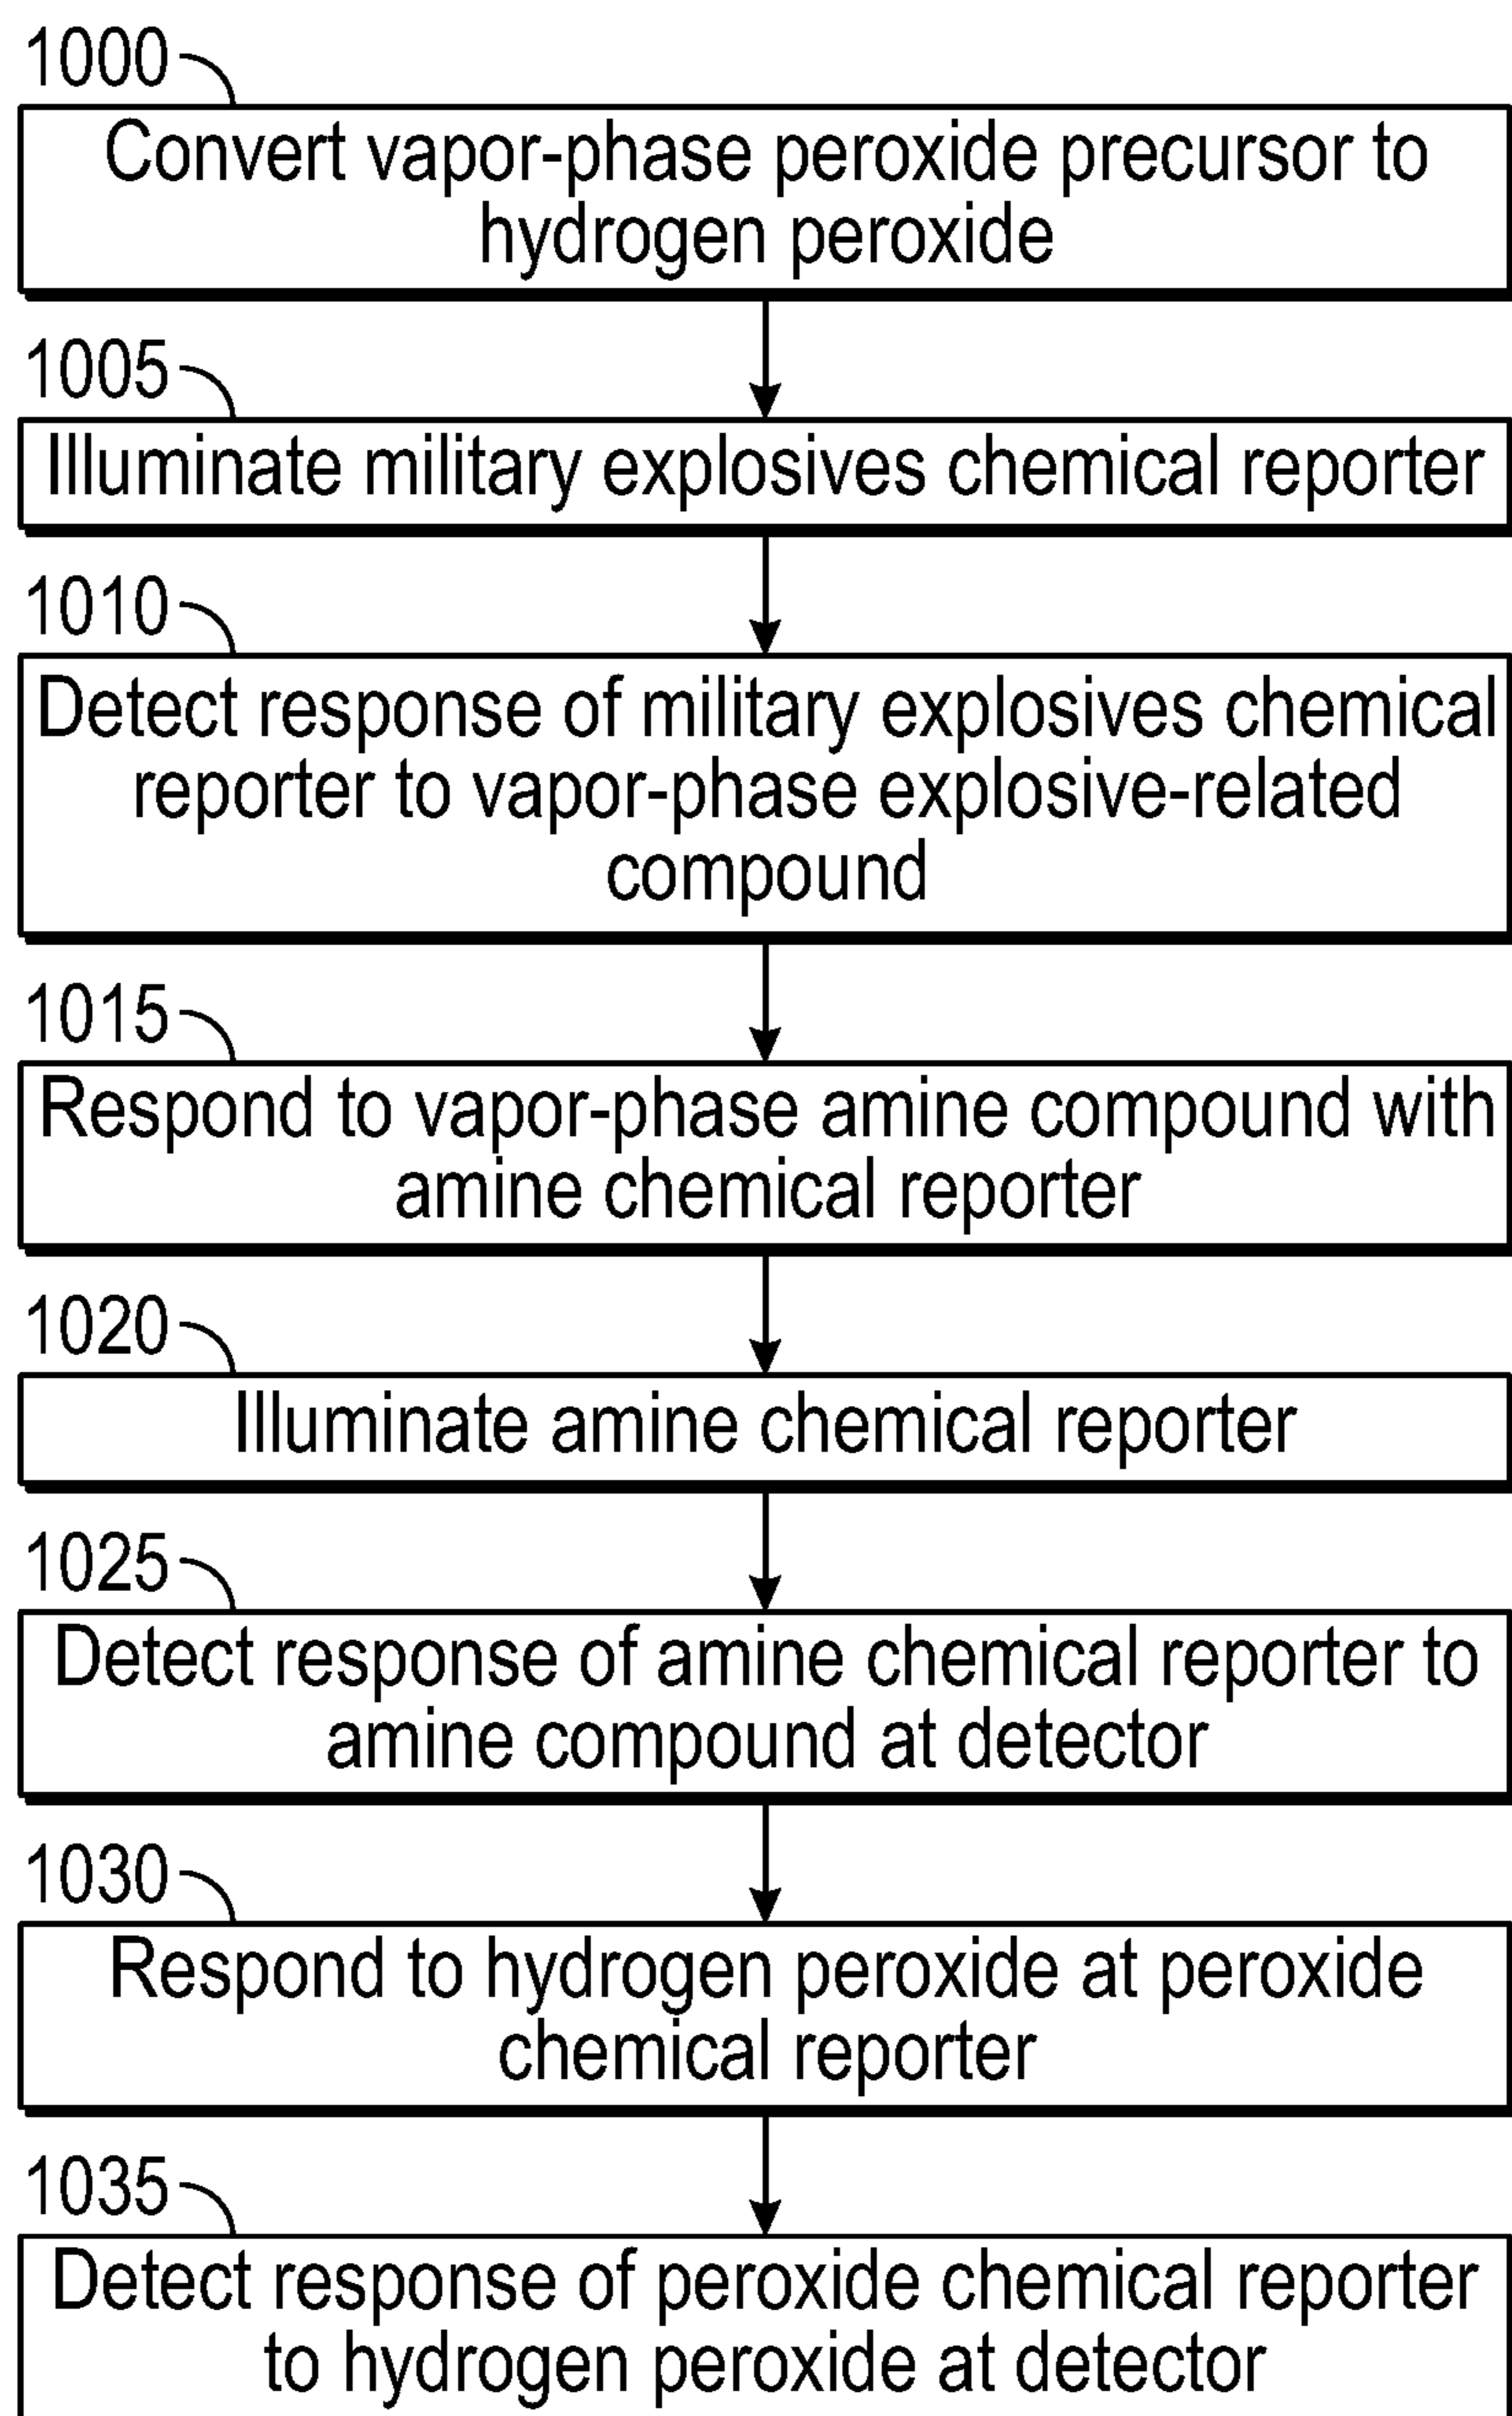 1000
Convert vapor-phase peroxide precursor to
hydrogen peroxide
1005
Illuminate military explosives chemical reporter
1010
Detect response of military explosives chemical
reporter to vapor-phase explosive-related
compound
1015
Respond to vapor-phase amine compound with
amine chemical reporter
1020
Illuminate amine chemical reporter
1025
Detect response of amine chemical reporter to
amine compound at detector
1030
Respond to hydrogen peroxide at peroxide
chemical reporter
1035
Detect response of peroxide chemical reporter
to hydrogen peroxide at detector